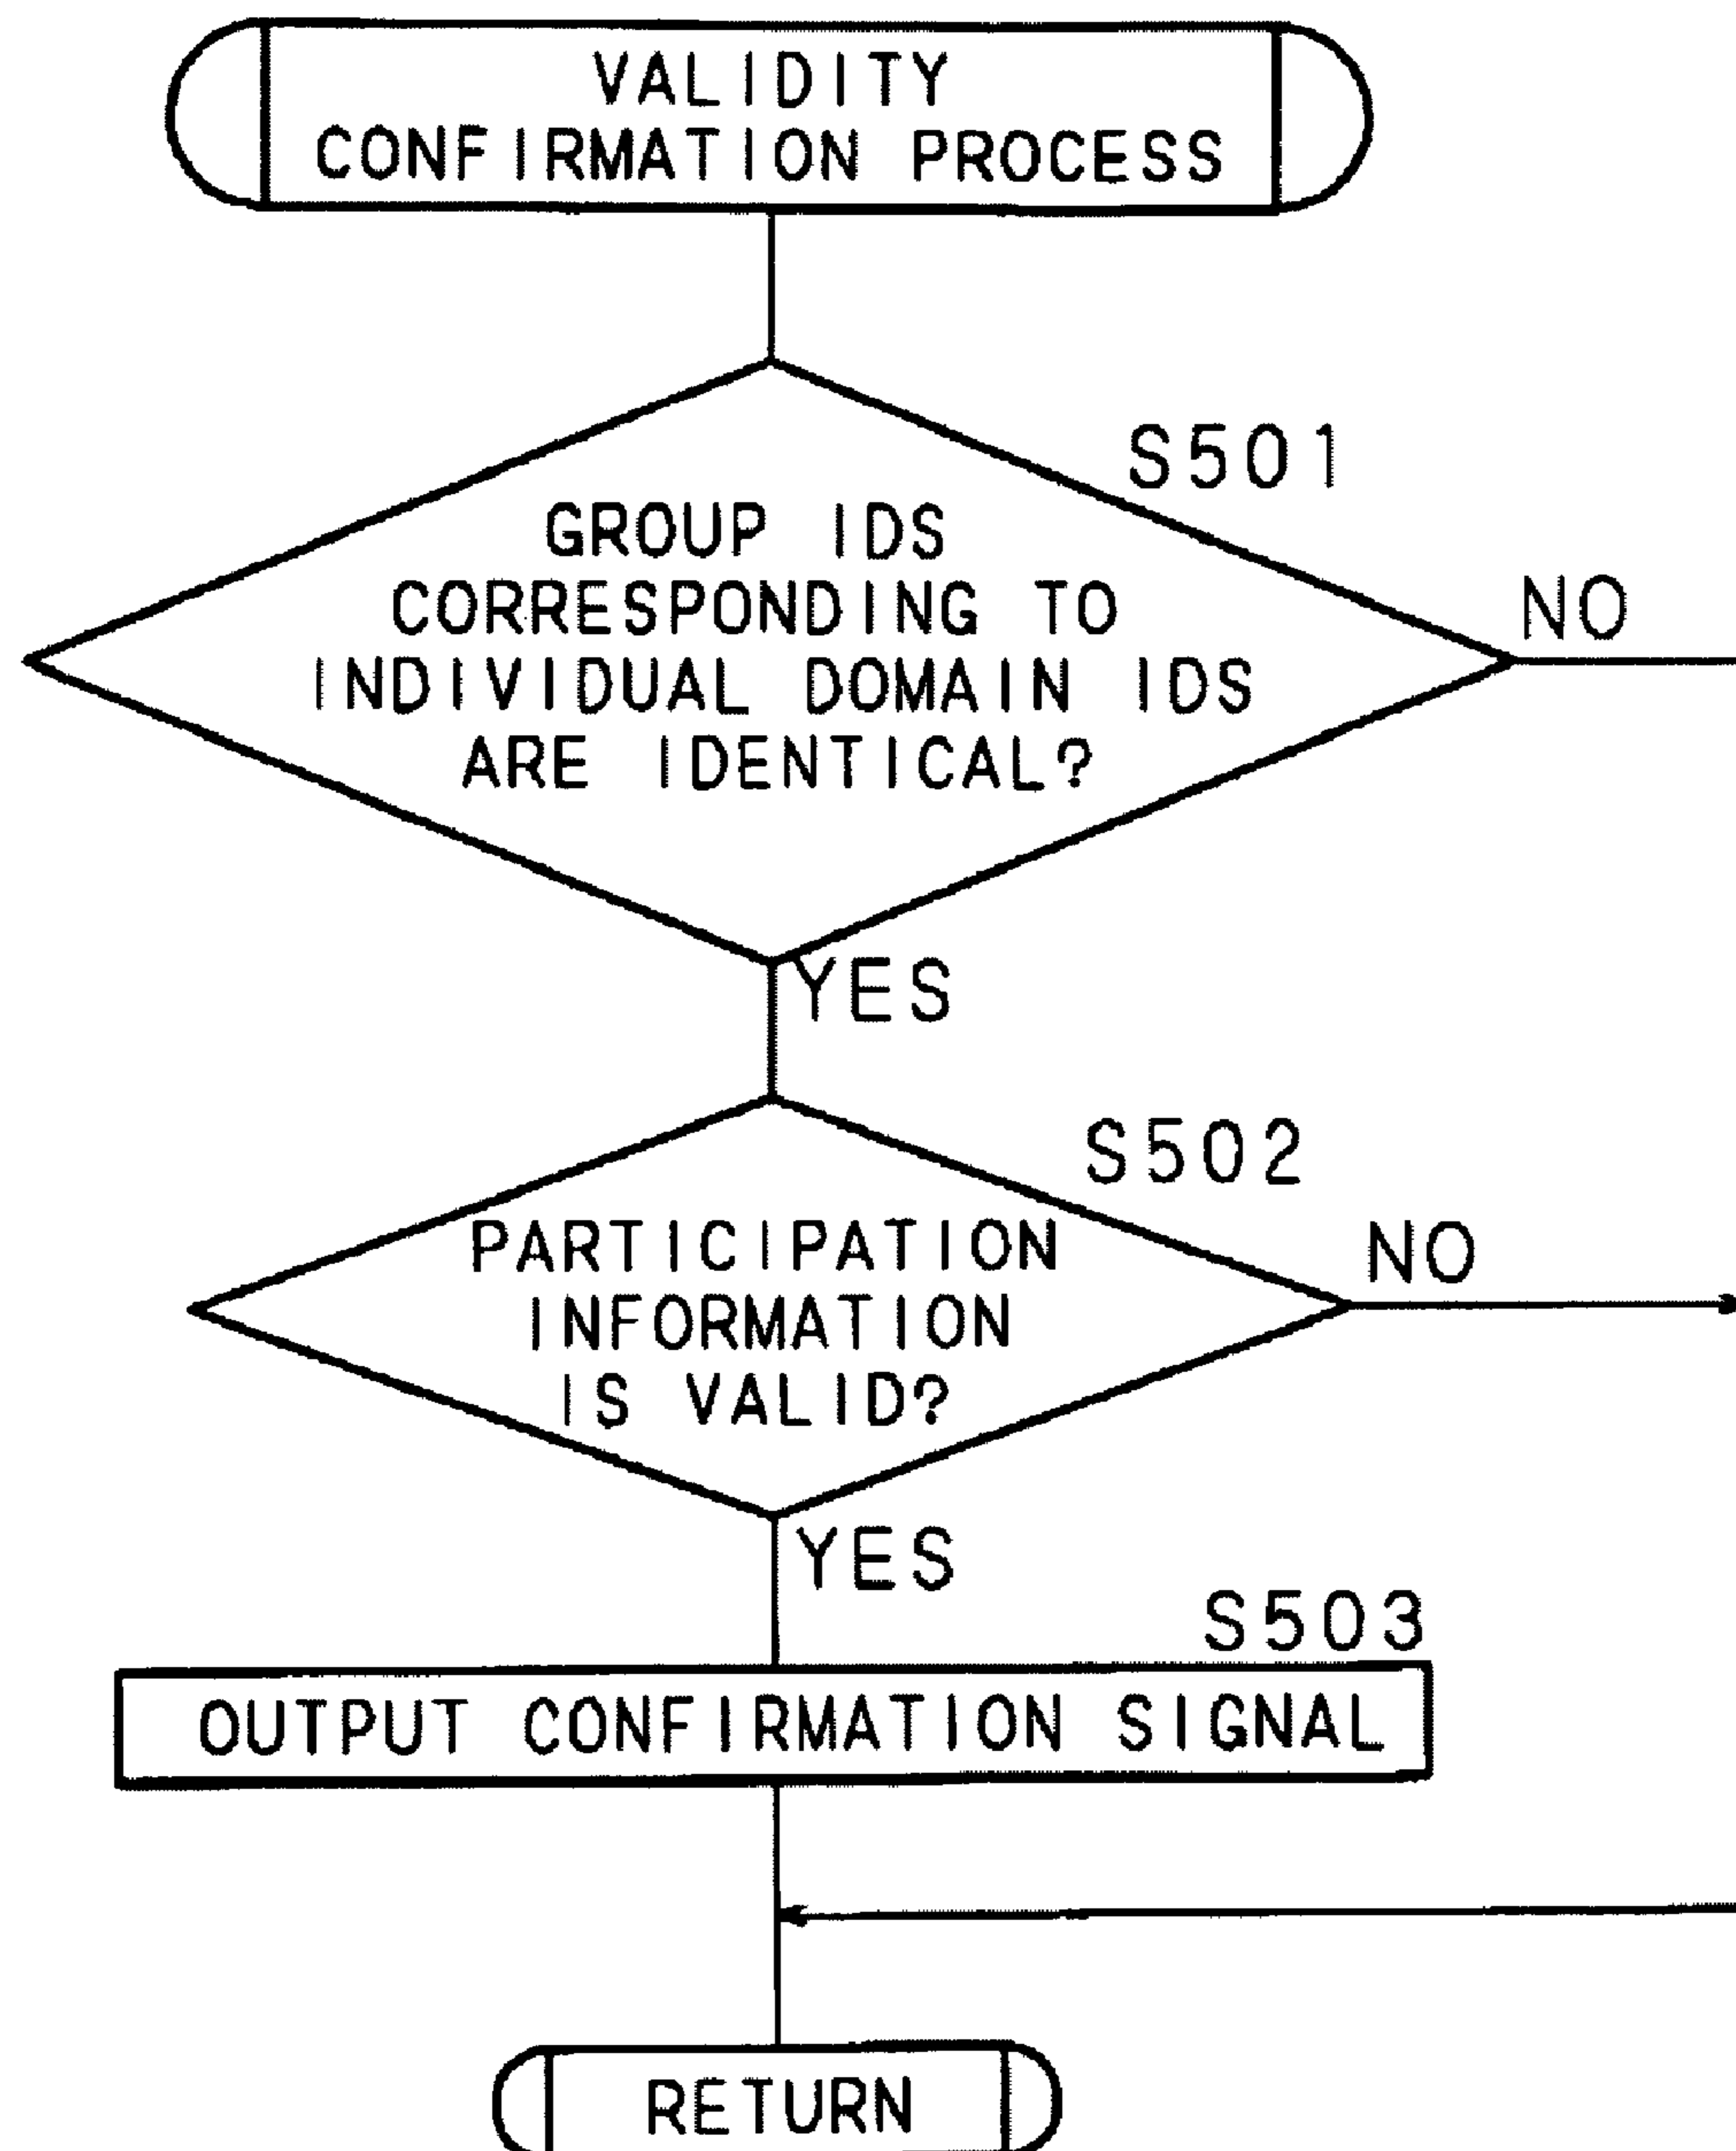 VALIDITY
CONFIRMATION PROCESS
S501
GROUP IDS
CORRESPONDING TO
INDIVIDUAL DOMAIN IDS
ARE IDENTICAL?
NO
YES
S502
PARTICIPATION
INFORMATION
IS VALID?
NO
YES
S503
OUTPUT CONFIRMATION SIGNAL
RETURN